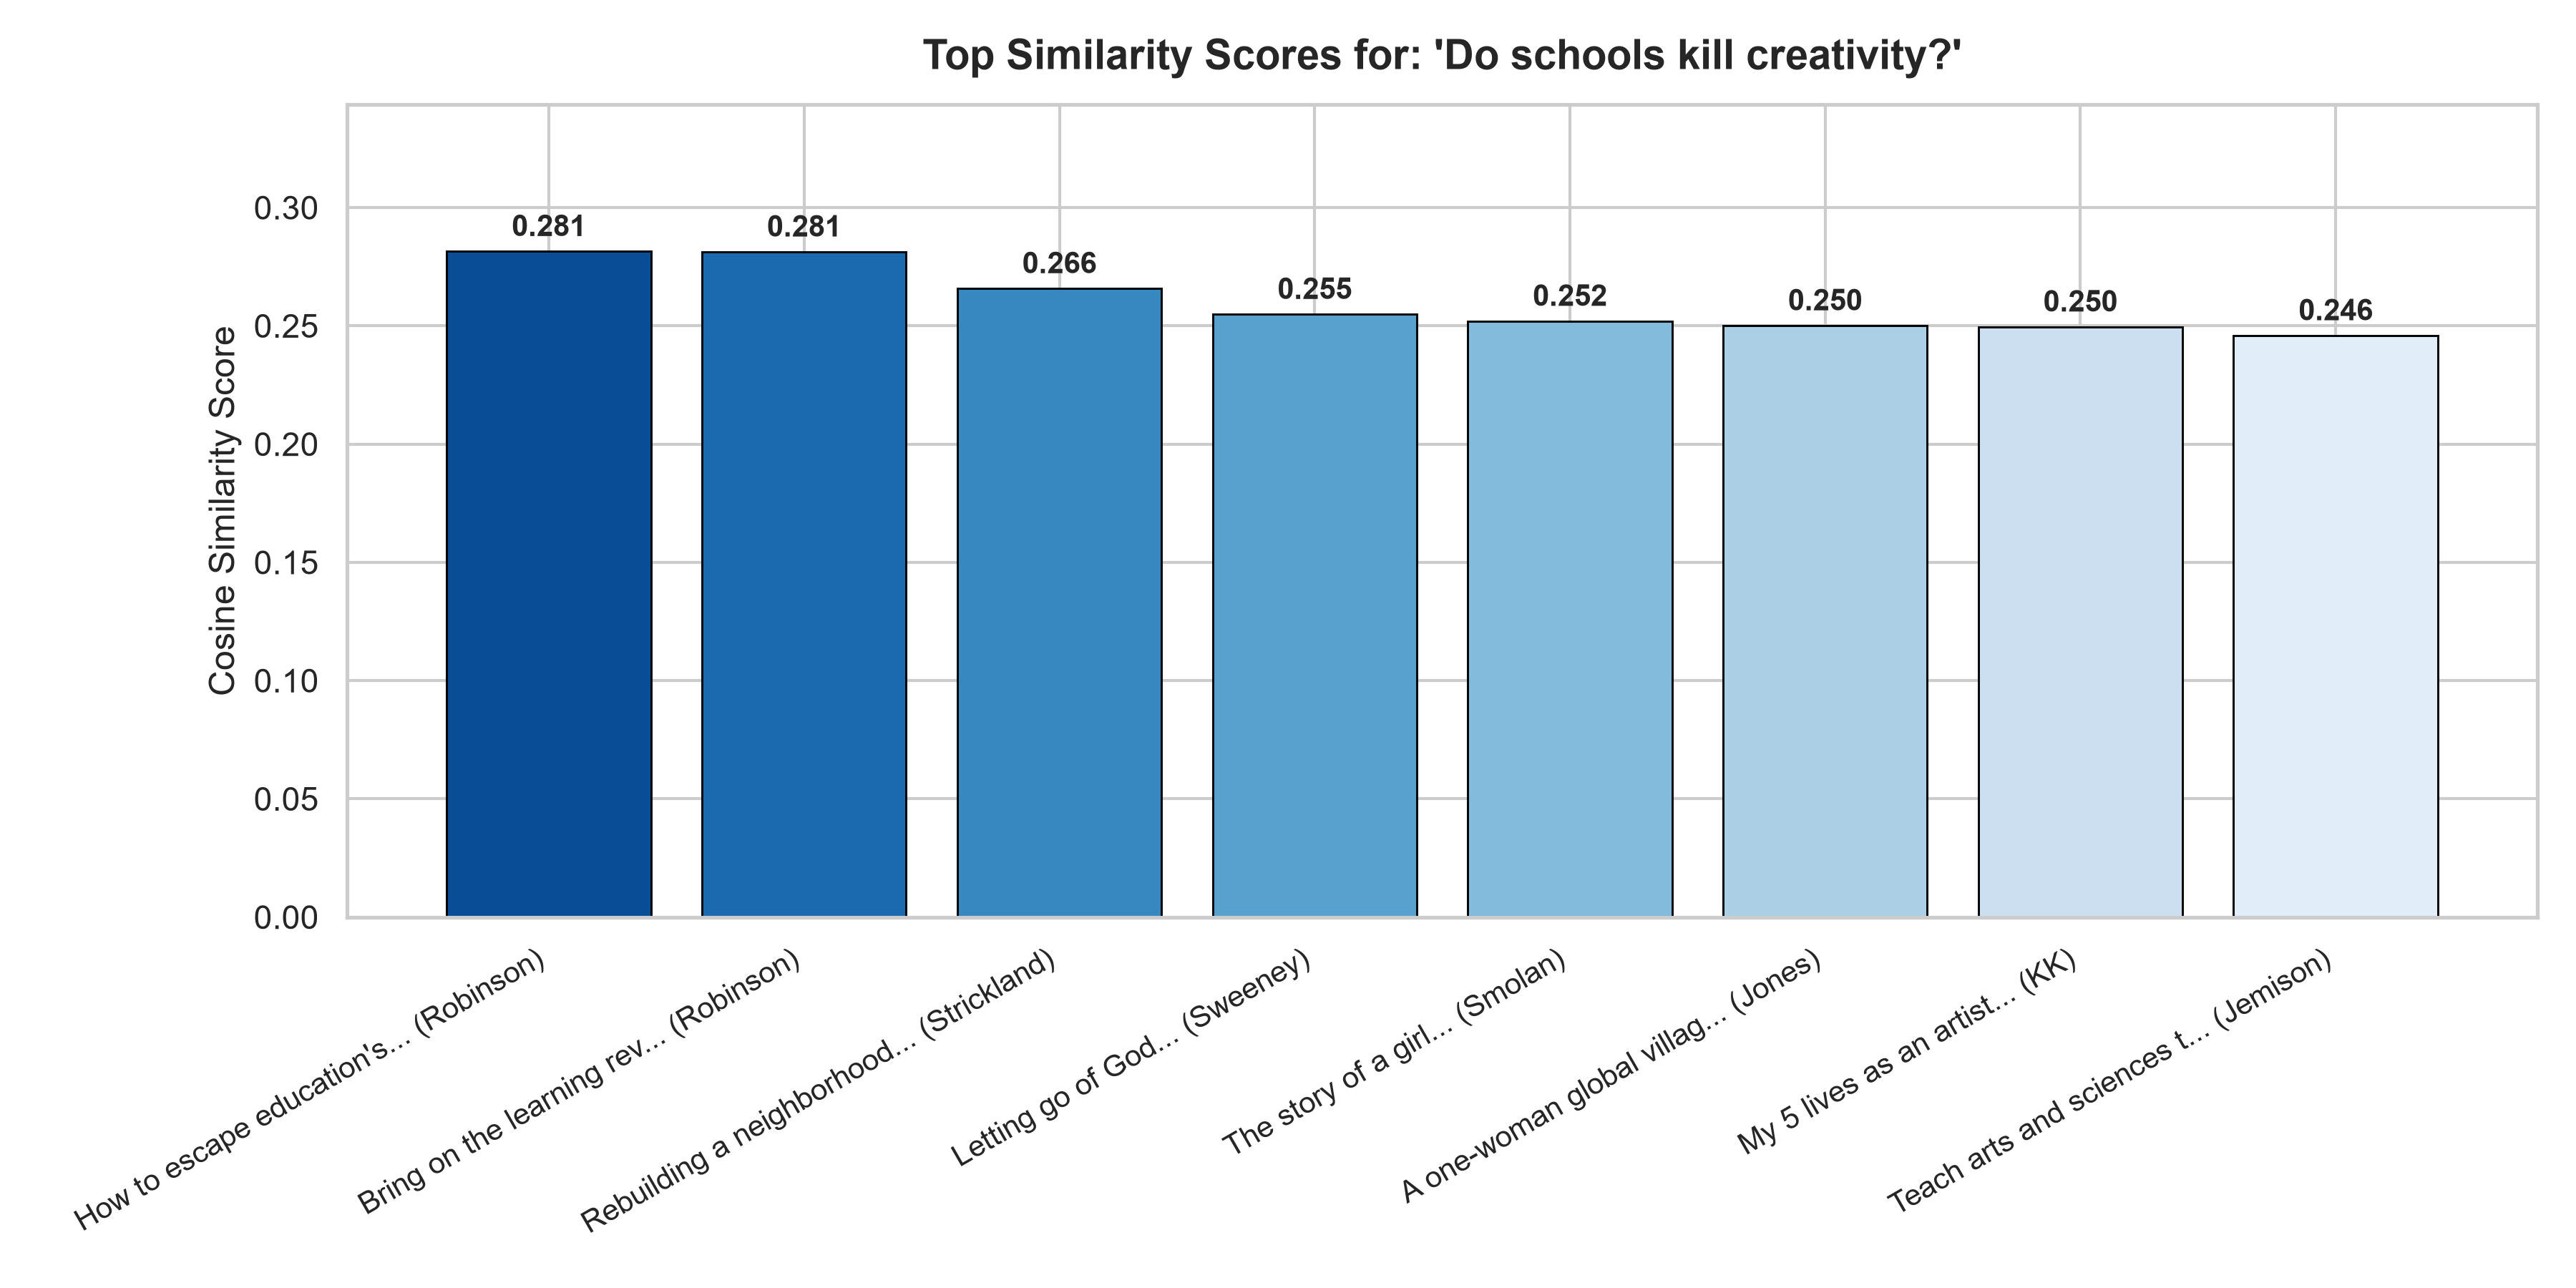 Top Similarity Scores for: 'Do schools kill creativity?'
Cosine Similarity Score
0.30
0.25
0.20
0.15
0.10
0.05
0.00
0.281
0.281
0.266
0.255
0.252
0.250
0.250
0.246
How to escape education's... (Robinson)
Bring on the learning rev... (Robinson)
Rebuilding a neighborhood... (Strickland)
Letting go of God... (Sweeney)
The story of a girl... (Smolan)
A one-woman global villag... (Jones)
My 5 lives as an artist... (KK)
Teach arts and sciences t... (Jemison)